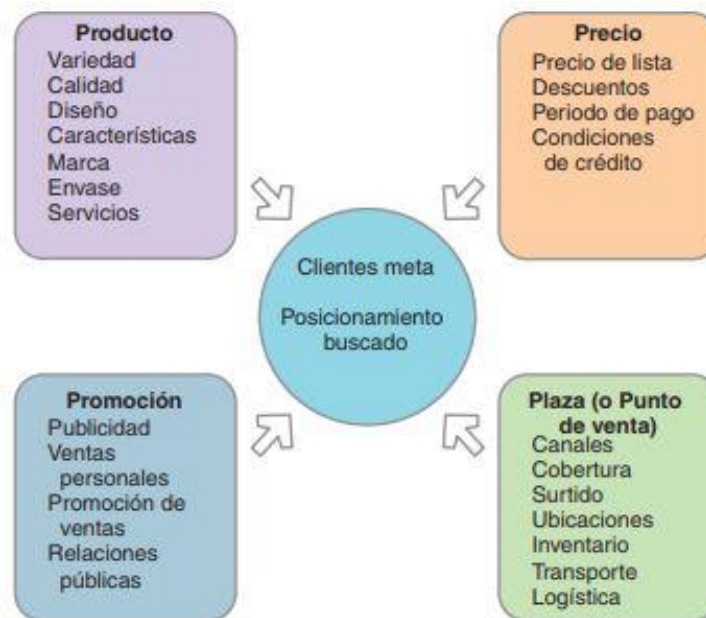 Producto
Variedad
Calidad
Diseño
Características
Marca
Envase
Servicios
Precio
Precio de lista
Descuentos
Periodo de pago
Condiciones
de crédito
Clientes meta
Posicionamiento
buscado
Promoción
Publicidad
Ventas
personales
Promoción de
ventas
Relaciones
públicas
Plaza (o Punto
de venta)
Canales
Cobertura
Surtido
Ubicaciones
Inventario
Transporte
Logística